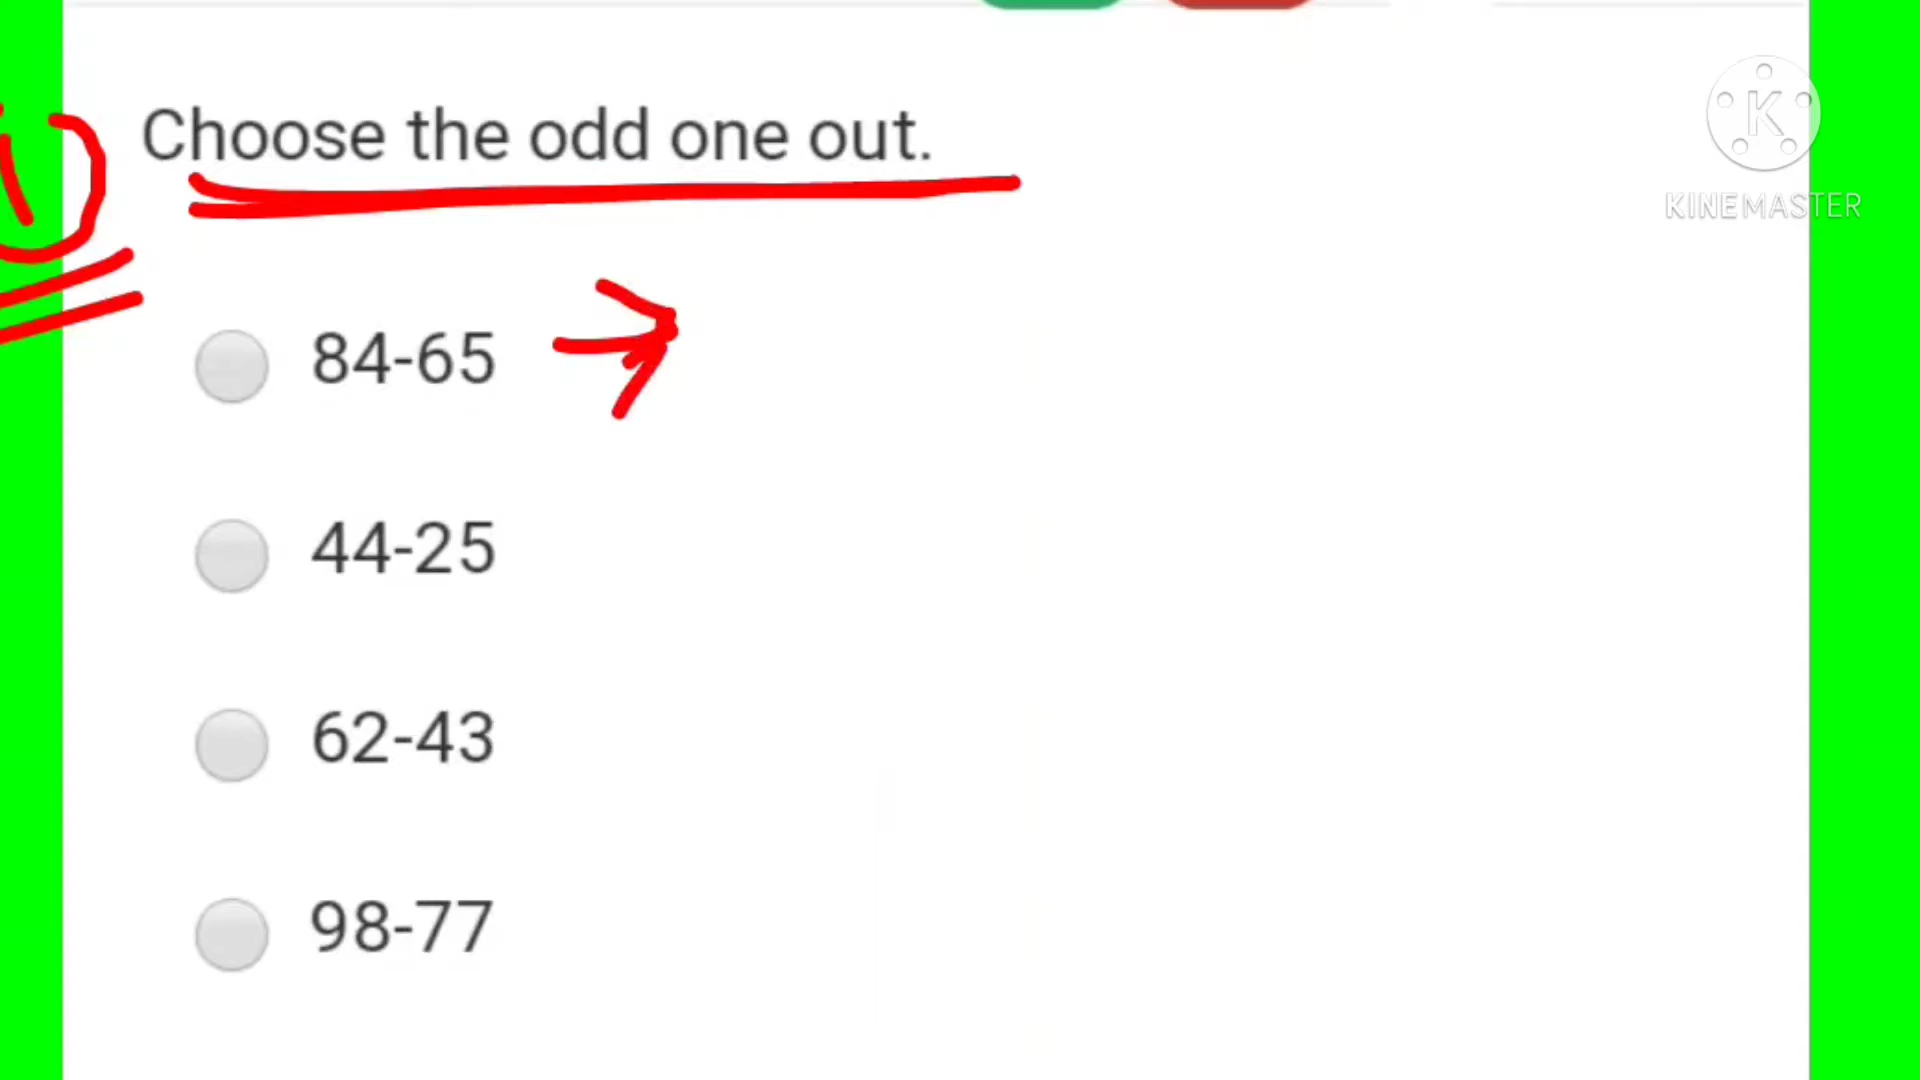 Choose the odd one out.
84-65
44-25
62-43
98-77
K
KINEMASTER